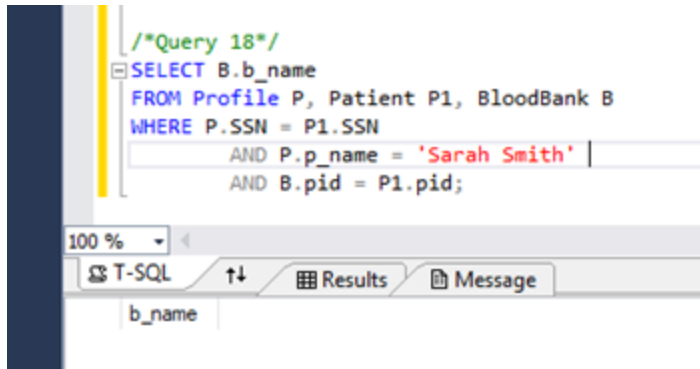 /*Query 18*/
SELECT B.b_name
FROM Profile P, Patient P1, BloodBank B
WHERE P.SSN = P1.SSN
AND P.p_name = 'Sarah Smith'
AND B.pid = P1.pid;
100 %
T-SQL Results Message
b_name